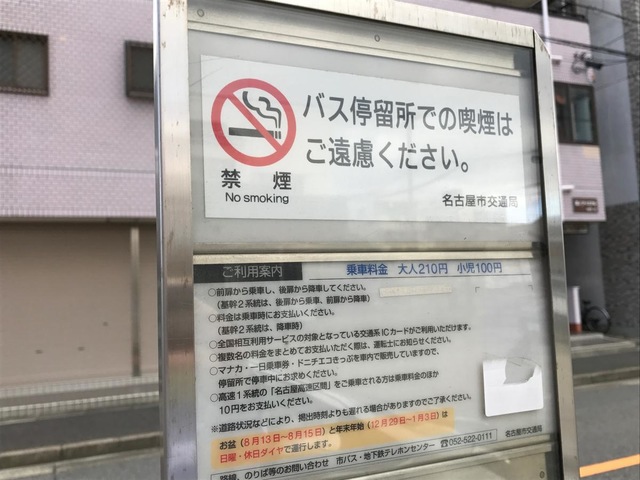 バス停留所での喫煙は
ご遠慮ください。
禁煙
No smoking
名古屋市交通局
ご利用案内
乗車料金 大人210円 小児100円
○前扉から乗車し、後扉から降車してください。
(基幹2系統は、後扉から乗車、前扉から降車)
○料金は乗車時にお支払いください。
(基幹2系統は、降車時)
○全国相互利用サービスの対象となっている交通系ICカードがご利用いただけます。
○複数名の料金をまとめてお支払いただく際は、運転士にお知らせください。
○マナカ・一日乗車券・ドニチエコきっぷを車内で販売していますので、
停留所で停車中にお求めください。
○高速1系統の「名古屋高速区間」をご乗車される方は乗車料金のほか
10円をお支払ください。
※道路状況などにより、掲出時刻よりも遅れる場合がありますのでご了承ください。
お盆(8月13日〜8月15日)と年末年始(12月29日〜1月3日)は
日曜・休日ダイヤで運行します。
路線、のりば等のお問い合わせ 市バス・地下鉄テレホンセンター ☎052-522-0111
名古屋市交通局